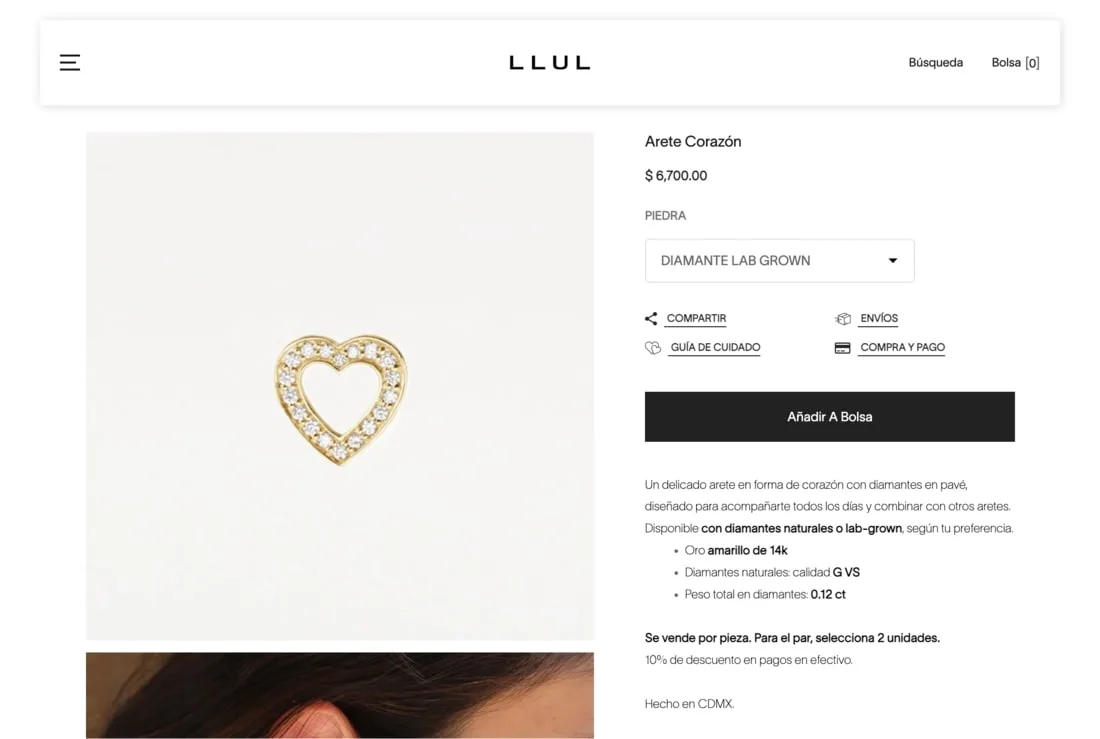 LLUL
Búsqueda
Bolsa [0]
Arete Corazón
$ 6,700.00
PIEDRA
DIAMANTE LAB GROWN
COMPARTIR
ENVÍOS
GUÍA DE CUIDADO
COMPRA Y PAGO
Añadir A Bolsa
Un delicado arete en forma de corazón con diamantes en pavé,
diseñado para acompañarte todos los días y combinar con otros aretes.
Disponible con diamantes naturales o lab-grown, según tu preferencia.
• Oro amarillo de 14k
• Diamantes naturales: calidad G VS
• Peso total en diamantes: 0.12 ct
Se vende por pieza. Para el par, selecciona 2 unidades.
10% de descuento en pagos en efectivo.
Hecho en CDMX.